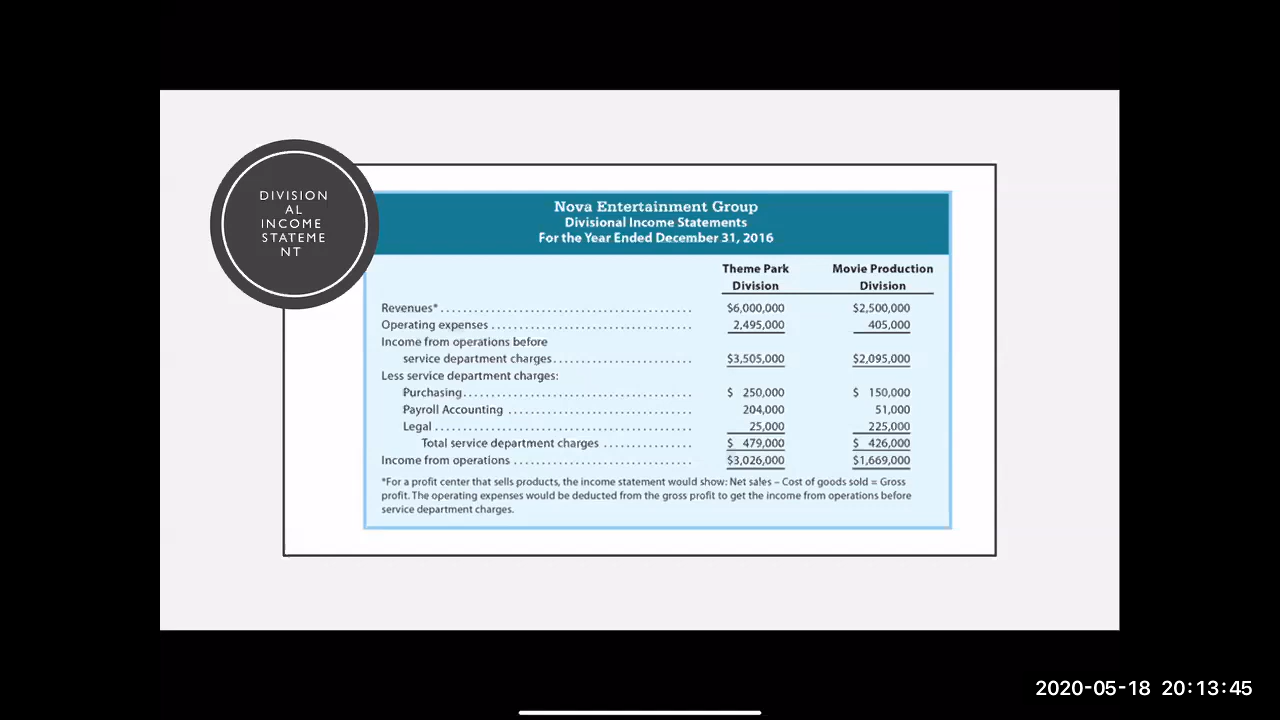 DIVISION
AL
INCOME
STATEME
NT
Nova Entertainment Group
Divisional Income Statements
For the Year Ended December 31, 2016
Theme Park Movie Production
Division Division
Revenues* $6,000,000 $2,500,000
Operating expenses 2,495,000 405,000
Income from operations before
service department charges $3,505,000 $2,095,000
Less service department charges:
Purchasing $ 250,000 $ 150,000
Payroll Accounting 204,000 51,000
Legal 25,000 225,000
Total service department charges $ 479,000 $ 426,000
Income from operations $3,026,000 $1,669,000
*For a profit center that sells products, the income statement would show: Net sales – Cost of goods sold = Gross
profit. The operating expenses would be deducted from the gross profit to get the income from operations before
service department charges.
2020-05-18 20:13:45